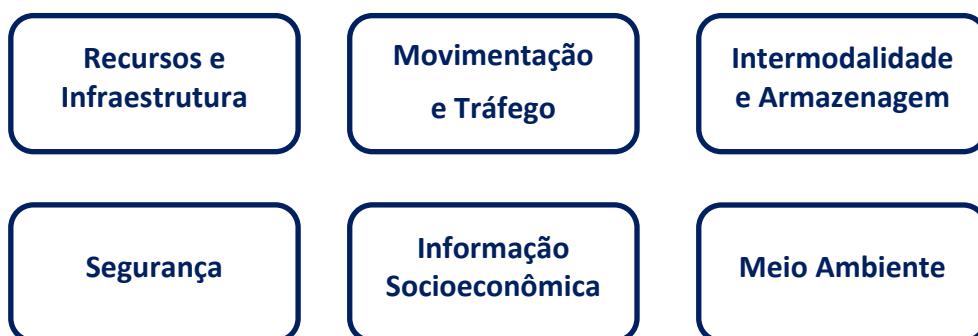 Recursos e
Infraestrutura
Movimentação
e Tráfego
Intermodalidade
e Armazenagem
Segurança
Informação
Socioeconômica
Meio Ambiente